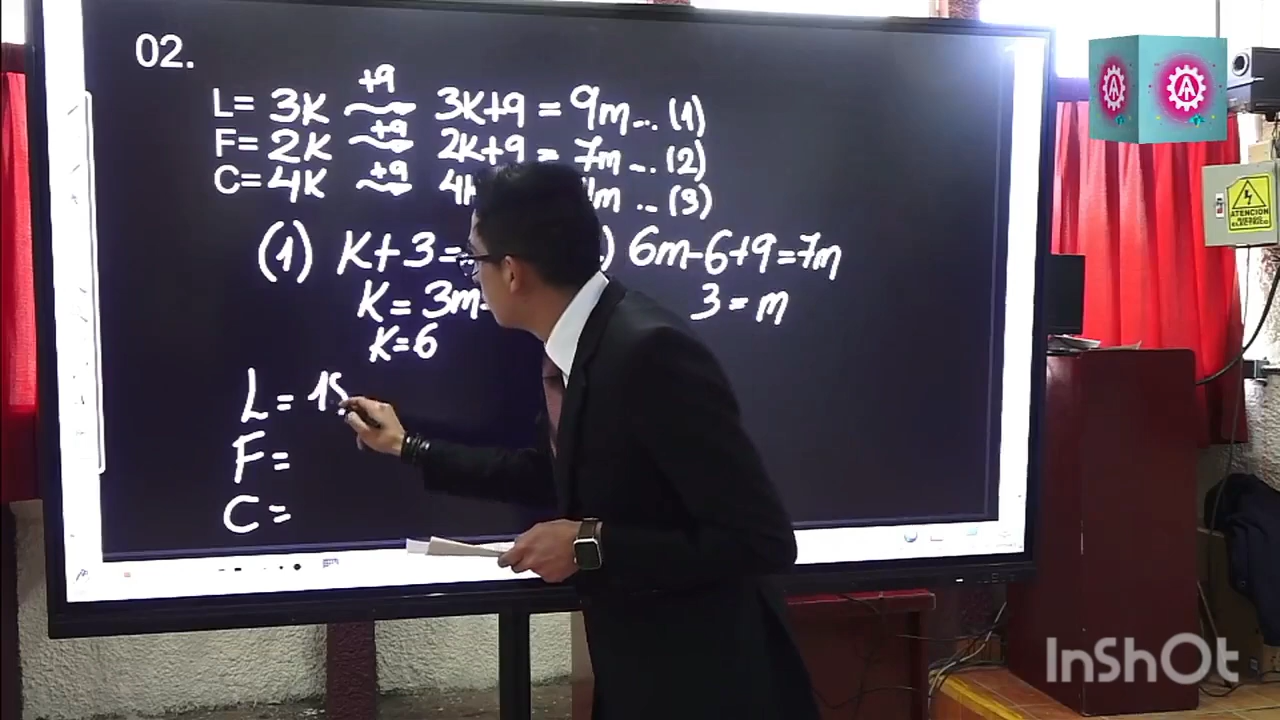 02.
+9
L= 3K 3K+9 = 9m... (1)
+9
F= 2K 2K+9 = 7m ... (2)
+9
C= 4K m ... (3)
(1) K+3= ) 6m-6+9=7m
K = 3m 3 = m
K=6
L =
F =
C =
ATENCION
InShOt